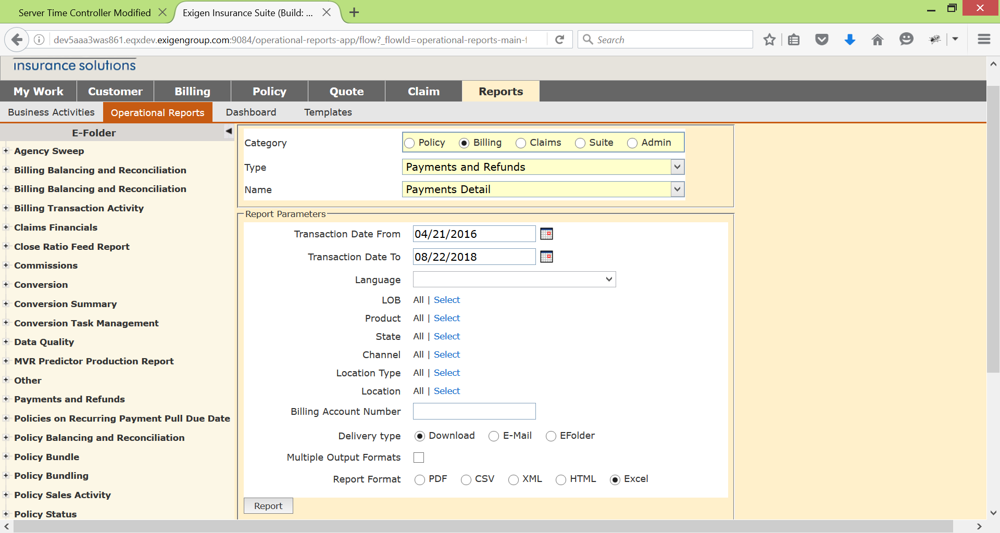 Server Time Controller Modified
Exigen Insurance Suite (Build: ...
dev5aaa3was861.eqxdev.exigengroup.com:9084/operational-reports-app/flow?_flowId=operational-reports-main-f
Search
insurance solutions
My Work Customer Billing Policy Quote Claim Reports
Business Activities Operational Reports Dashboard Templates
E-Folder
Agency Sweep
Billing Balancing and Reconciliation
Billing Balancing and Reconciliation
Billing Transaction Activity
Claims Financials
Close Ratio Feed Report
Commissions
Conversion
Conversion Summary
Conversion Task Management
Data Quality
MVR Predictor Production Report
Other
Payments and Refunds
Policies on Recurring Payment Pull Due Date
Policy Balancing and Reconciliation
Policy Bundle
Policy Bundling
Policy Sales Activity
Policy Status
Category Policy Billing Claims Suite Admin
Type Payments and Refunds
Name Payments Detail
Report Parameters
Transaction Date From 04/21/2016
Transaction Date To 08/22/2018
Language
LOB All | Select
Product All | Select
State All | Select
Channel All | Select
Location Type All | Select
Location All | Select
Billing Account Number
Delivery type Download E-Mail EFolder
Multiple Output Formats
Report Format PDF CSV XML HTML Excel
Report